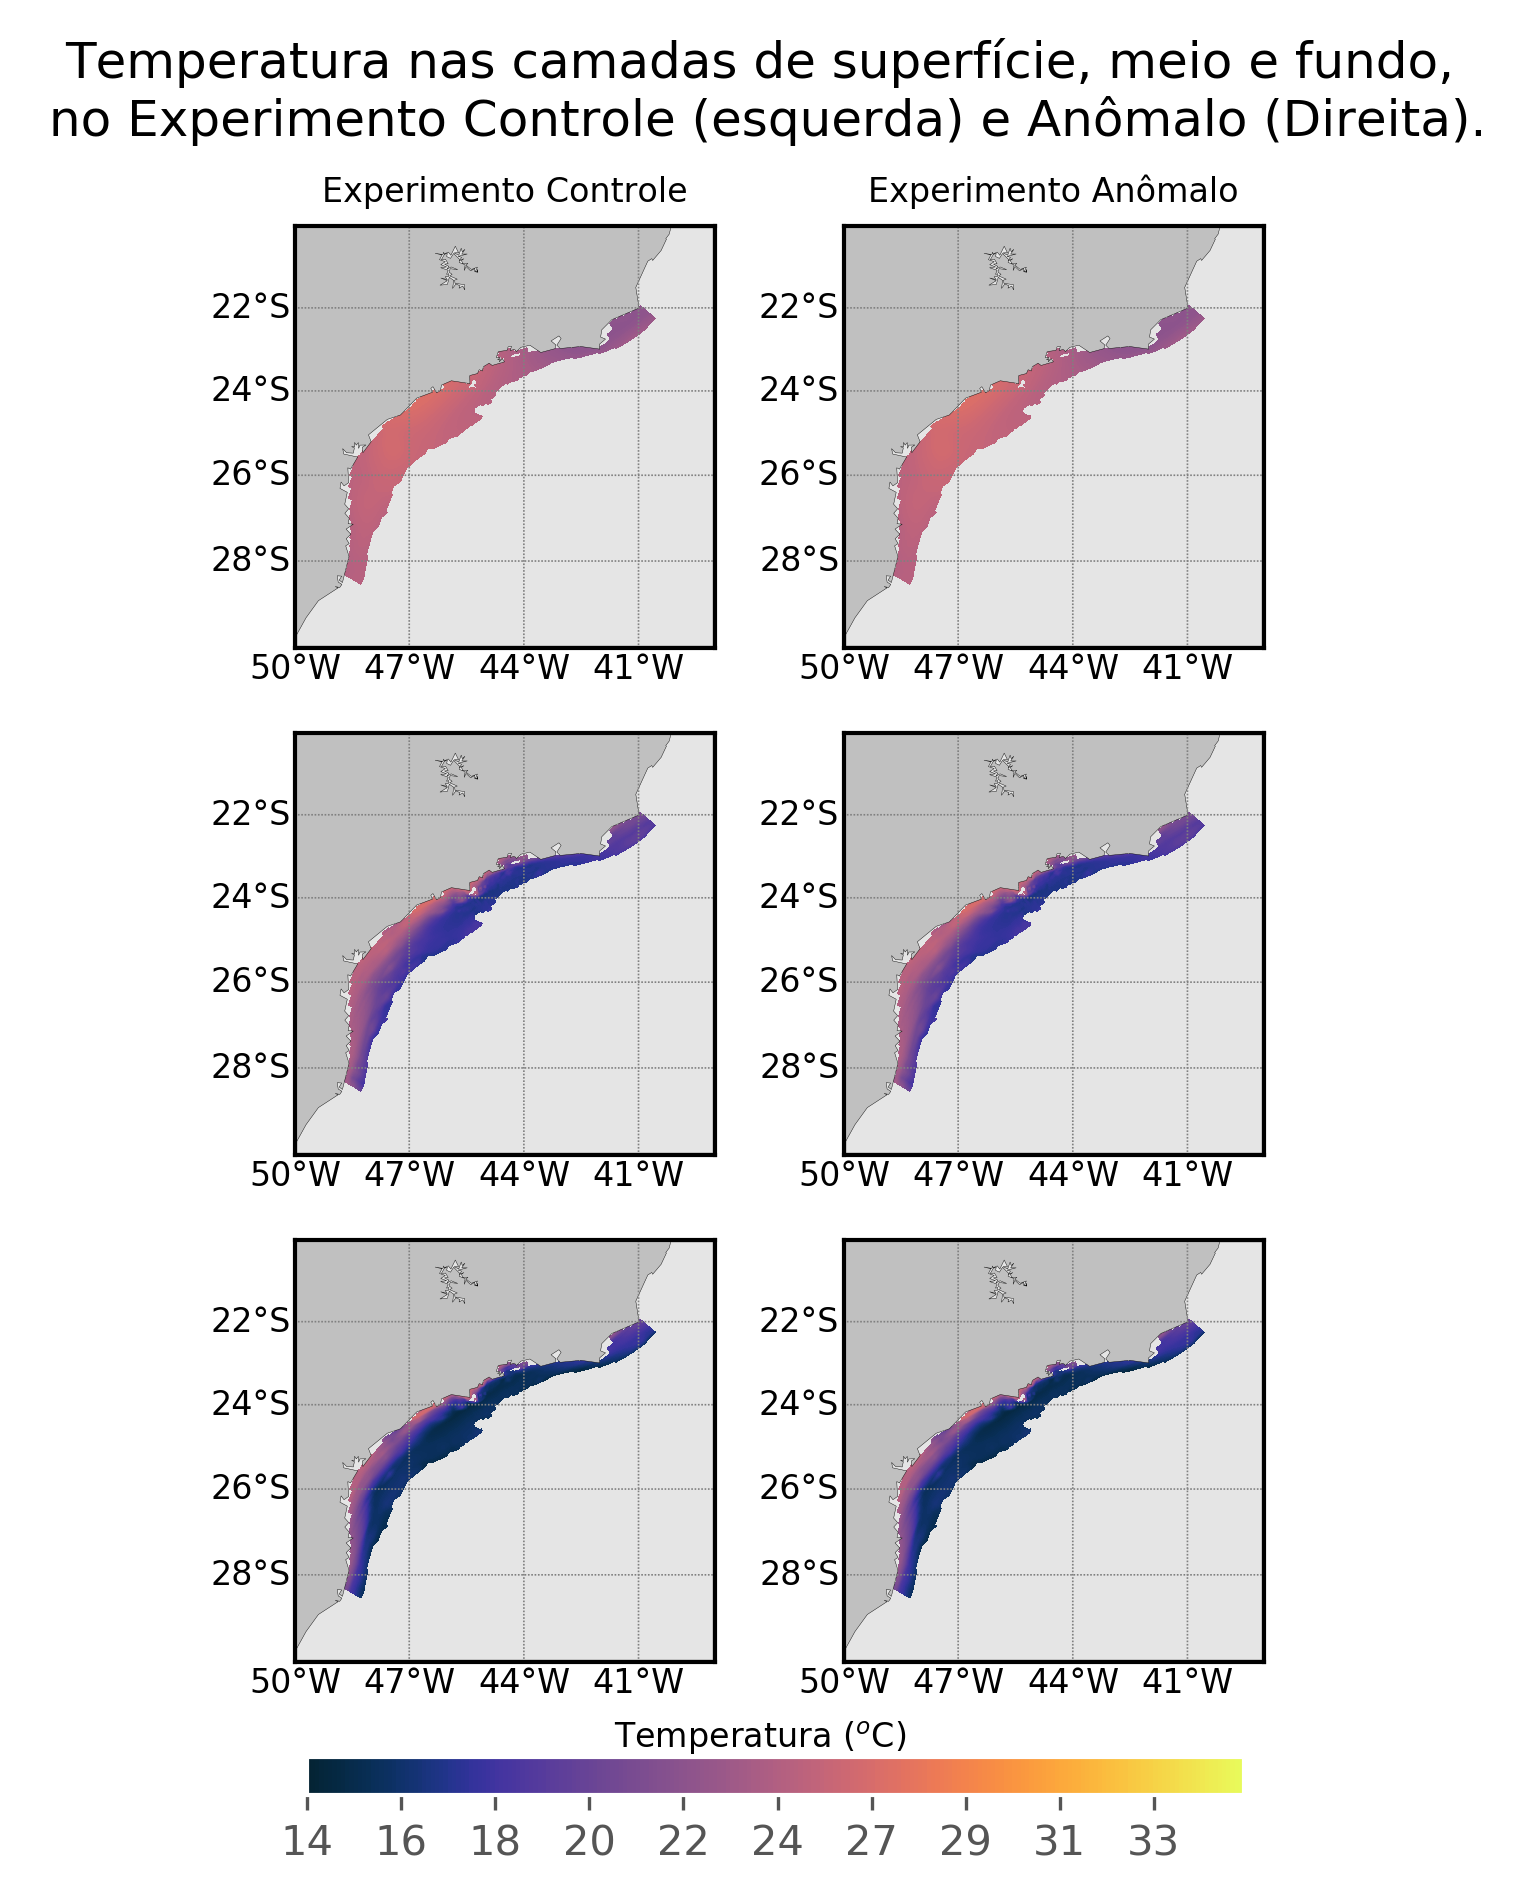 Temperatura nas camadas de superfície, meio e fundo,
no Experimento Controle (esquerda) e Anômalo (Direita).
Experimento Controle
Experimento Anômalo
22°S
24°S
26°S
28°S
50°W 47°W 44°W 41°W
22°S
24°S
26°S
28°S
50°W 47°W 44°W 41°W
22°S
24°S
26°S
28°S
50°W 47°W 44°W 41°W
22°S
24°S
26°S
28°S
50°W 47°W 44°W 41°W
22°S
24°S
26°S
28°S
50°W 47°W 44°W 41°W
22°S
24°S
26°S
28°S
50°W 47°W 44°W 41°W
Temperatura (°C)
14 16 18 20 22 24 27 29 31 33